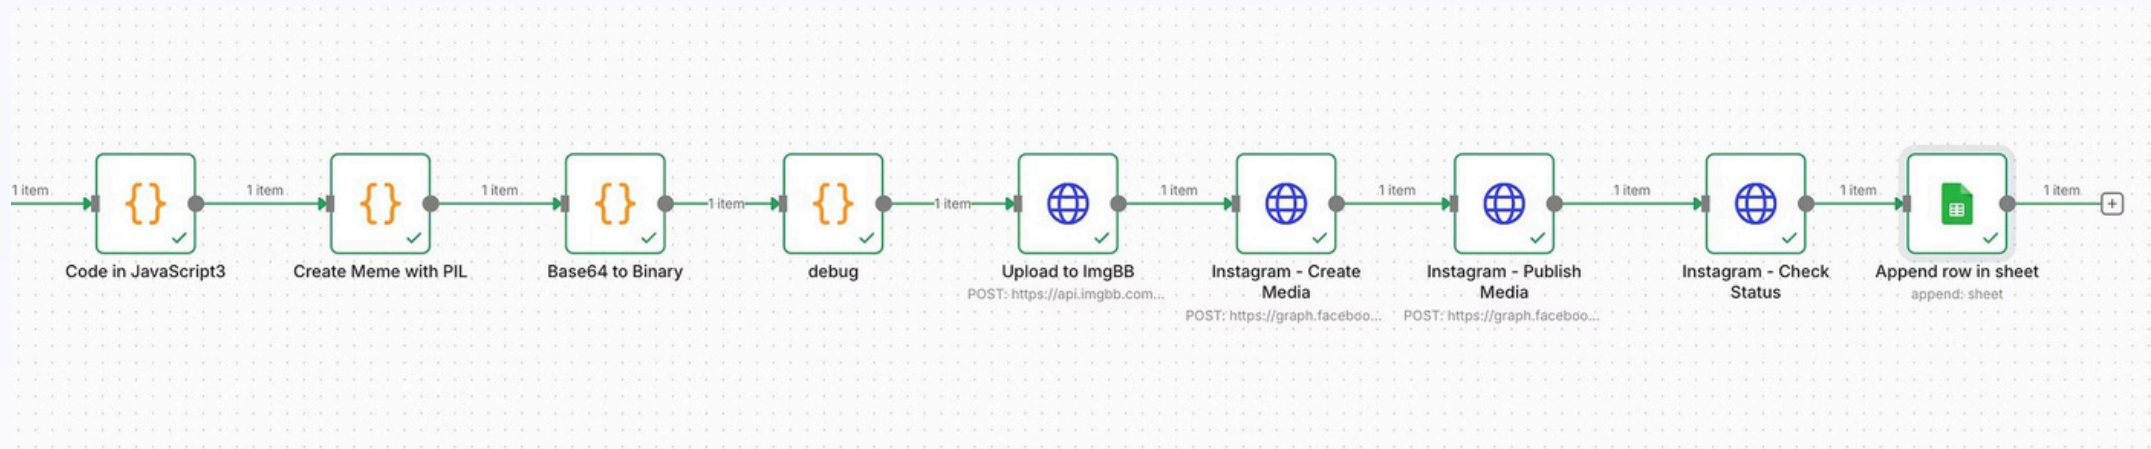 1 item
1 item
1 item
1 item
1 item
1 item
1 item
1 item
1 item
1 item
Code in JavaScript3
Create Meme with PIL
Base64 to Binary
debug
Upload to ImgBB
POST: https://api.imgbb.com...
Instagram - Create
Media
POST: https://graph.faceboo...
Instagram - Publish
Media
POST: https://graph.faceboo...
Instagram - Check
Status
Append row in sheet
append: sheet